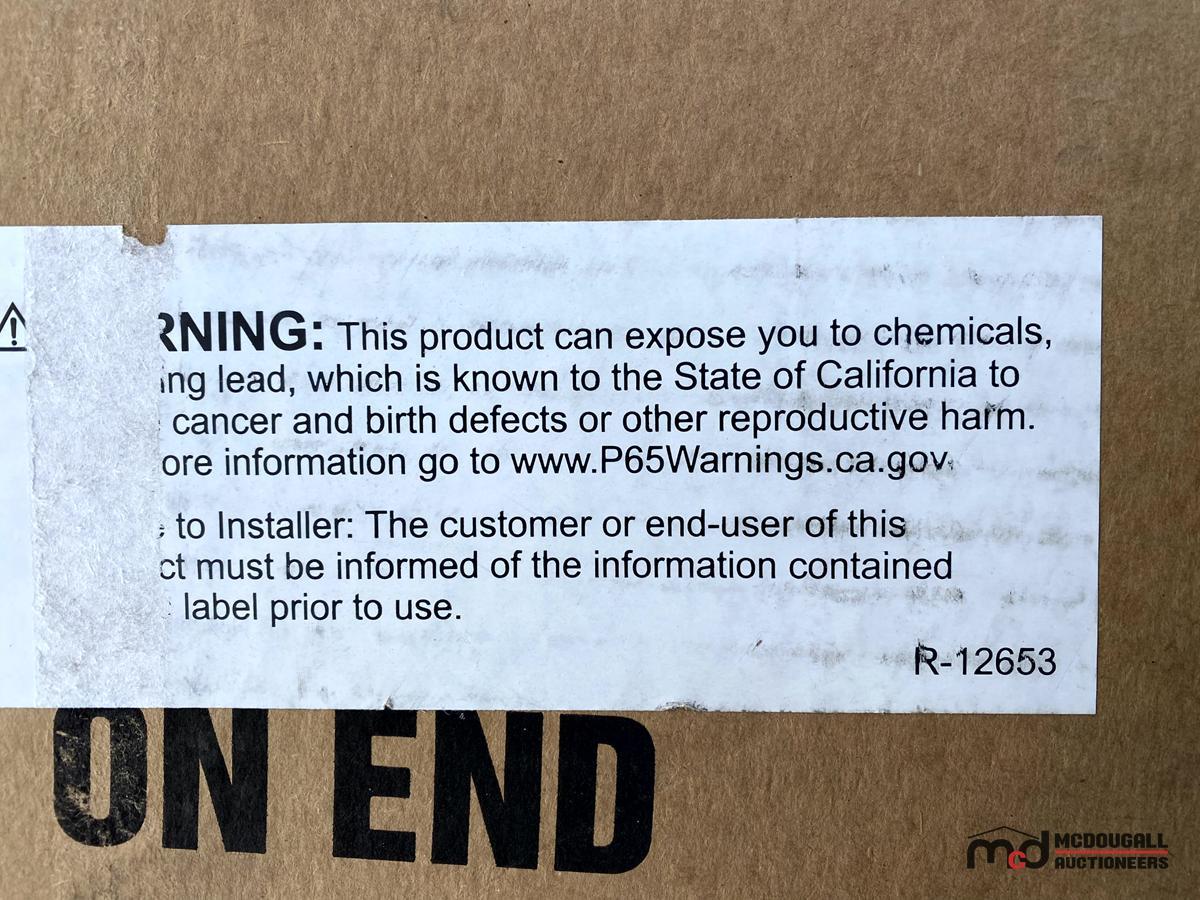 RNING: This product can expose you to chemicals,
ing lead, which is known to the State of California to
cancer and birth defects or other reproductive harm.
ore information go to www.P65Warnings.ca.gov.
to Installer: The customer or end-user of this
ct must be informed of the information contained
label prior to use.
R-12653
ON END
mcd MCDOUGALL
AUCTIONEERS